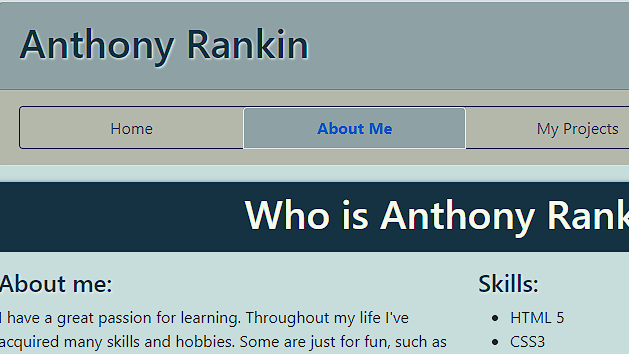 Anthony Rankin
Home About Me My Projects
Who is Anthony Rank
About me:
I have a great passion for learning. Throughout my life I've
acquired many skills and hobbies. Some are just for fun, such as
Skills:
HTML 5
CSS3